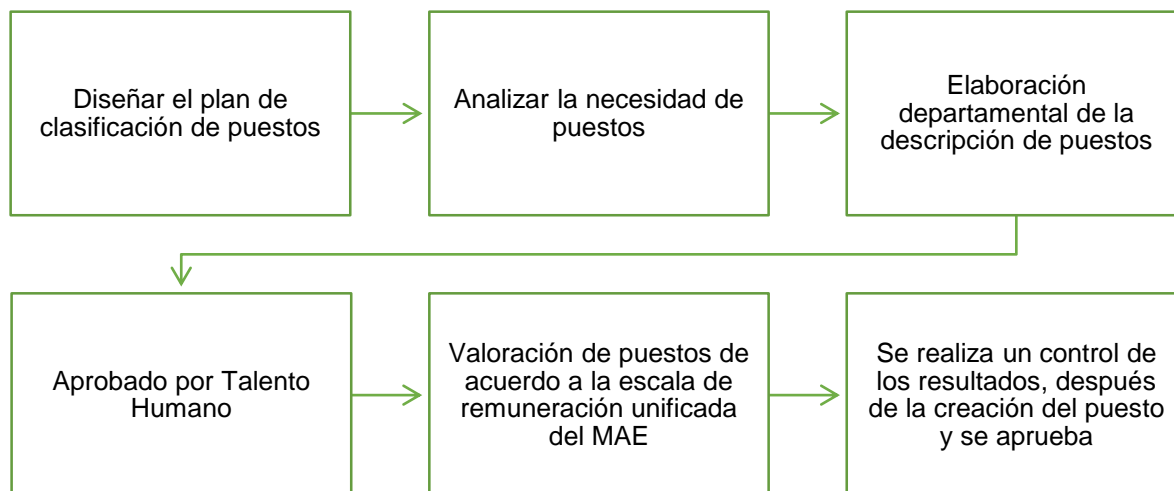 Diseñar el plan de
clasificación de puestos
Analizar la necesidad de
puestos
Elaboración
departamental de la
descripción de puestos
Aprobado por Talento
Humano
Valoración de puestos de
acuerdo a la escala de
remuneración unificada
del MAE
Se realiza un control de
los resultados, después
de la creación del puesto
y se aprueba